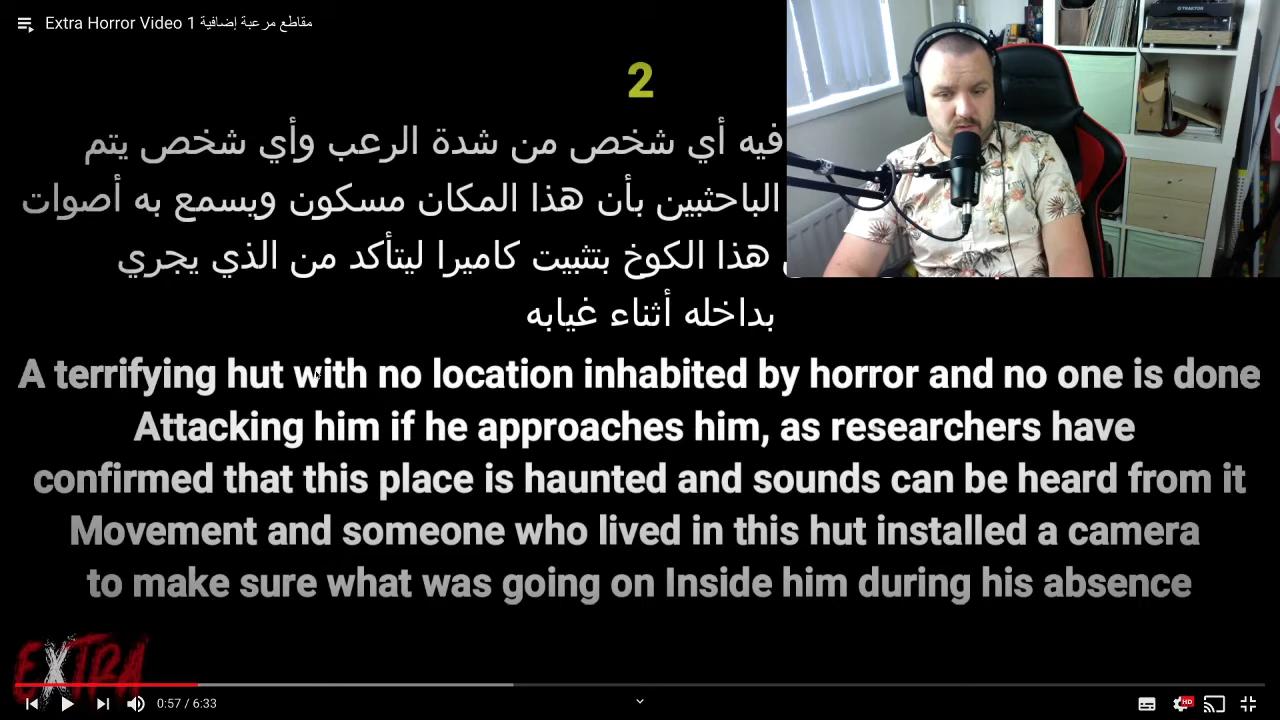 Extra Horror Video 1 مقاطع مرعبة إضافية
2
فيه أي شخص من شدة الرعب وأي شخص يتم
الباحثبين بأن هذا المكان مسكون ويسمع به أصوات
هذا الكوخ بتثبيت كاميرا ليتأكد من الذي يجري
بداخله أثناء غيابه
A terrifying hut with no location inhabited by horror and no one is done
Attacking him if he approaches him, as researchers have
confirmed that this place is haunted and sounds can be heard from it
Movement and someone who lived in this hut installed a camera
to make sure what was going on Inside him during his absence
EXTRA
0:57 / 6:33
HD
TRAKTOR